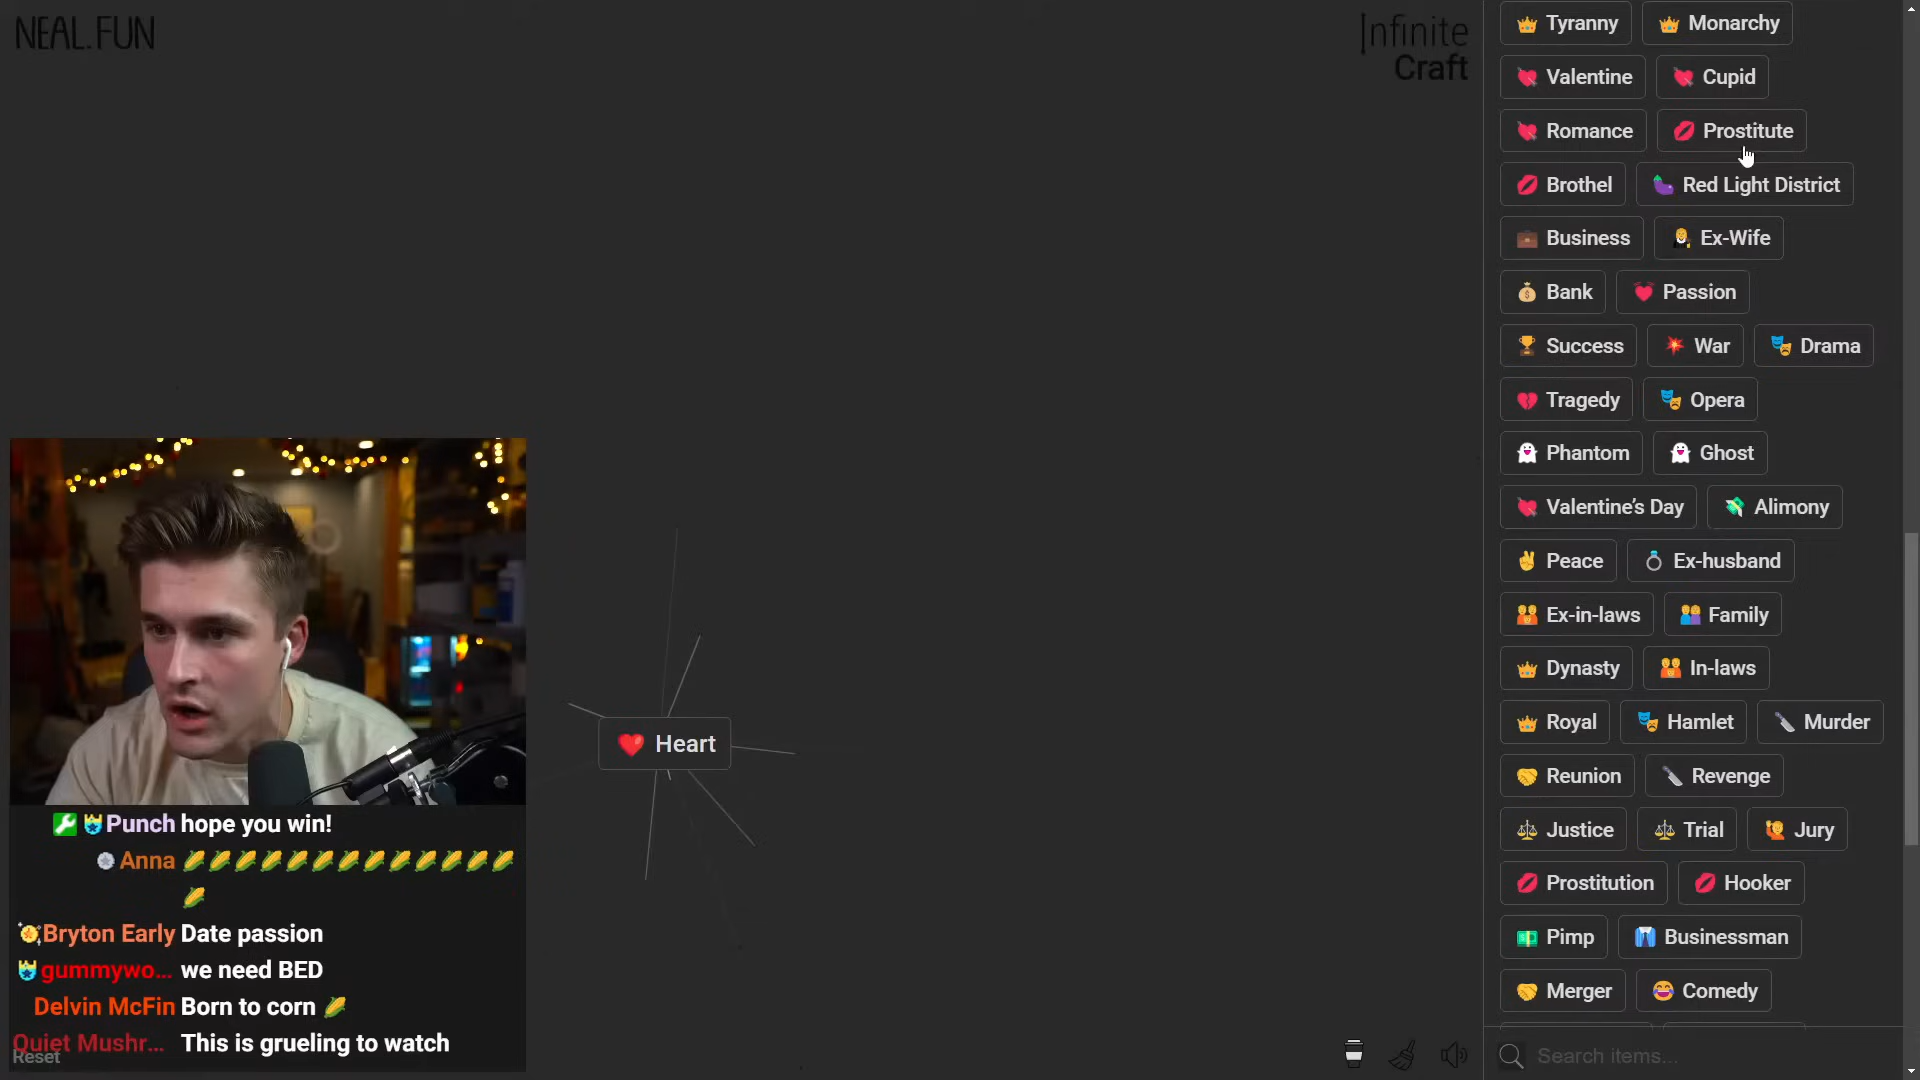 NEAL.FUN
Infinite
Craft
Tyranny Monarchy
Valentine Cupid
Romance Prostitute
Brothel Red Light District
Business Ex-Wife
Bank Passion
Success War Drama
Tragedy Opera
Phantom Ghost
Valentine’s Day Alimony
Peace Ex-husband
Ex-in-laws Family
Dynasty In-laws
Royal Hamlet Murder
Reunion Revenge
Justice Trial Jury
Prostitution Hooker
Pimp Businessman
Merger Comedy
Search items...
Heart
Punch hope you win!
Anna 🌽🌽🌽🌽🌽🌽🌽🌽🌽🌽🌽🌽🌽
🌽
Bryton Early Date passion
gummywo... we need BED
Delvin McFin Born to corn 🌽
Quiet Mushr... This is grueling to watch
Reset